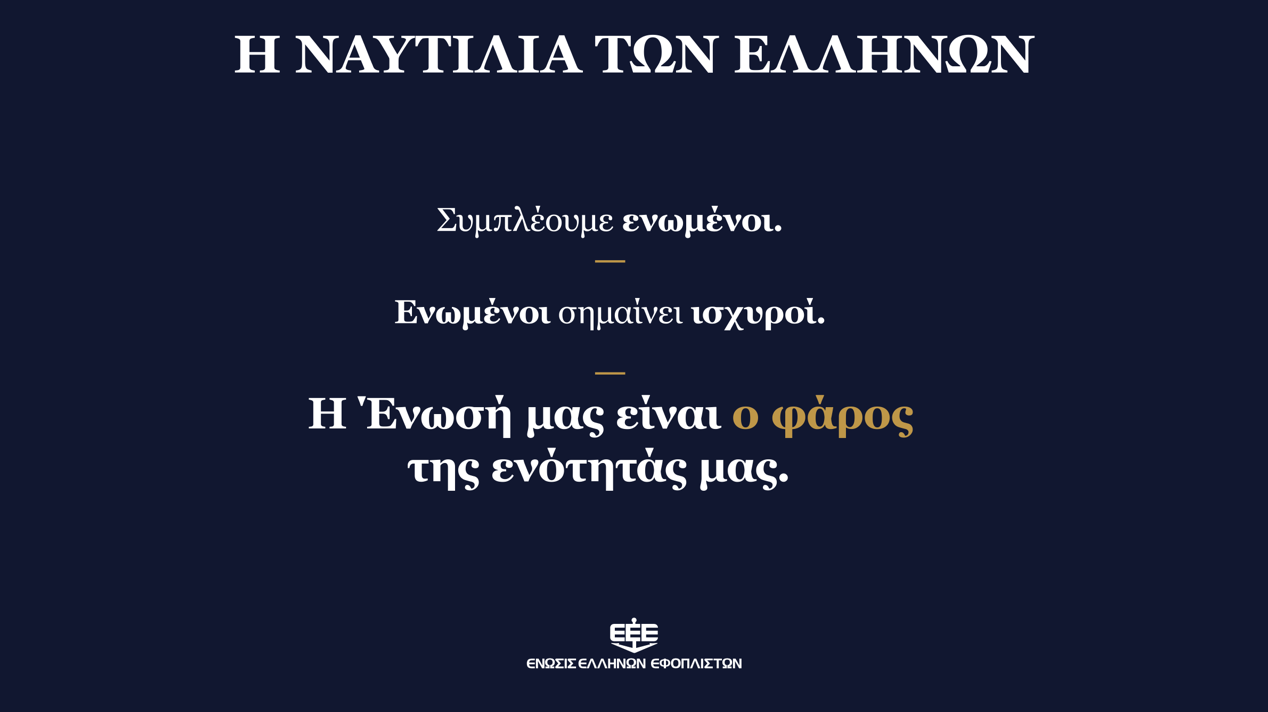 Η ΝΑΥΤΙΛΙΑ ΤΩΝ ΕΛΛΗΝΩΝ
Συμπλέουμε ενωμένοι.
Ενωμένοι σημαίνει ισχυροί.
Η Ένωσή μας είναι ο φάρος
της ενότητάς μας.
ΕΕΕ
ΕΝΩΣΙΣ ΕΛΛΗΝΩΝ ΕΦΟΠΛΙΣΤΩΝ